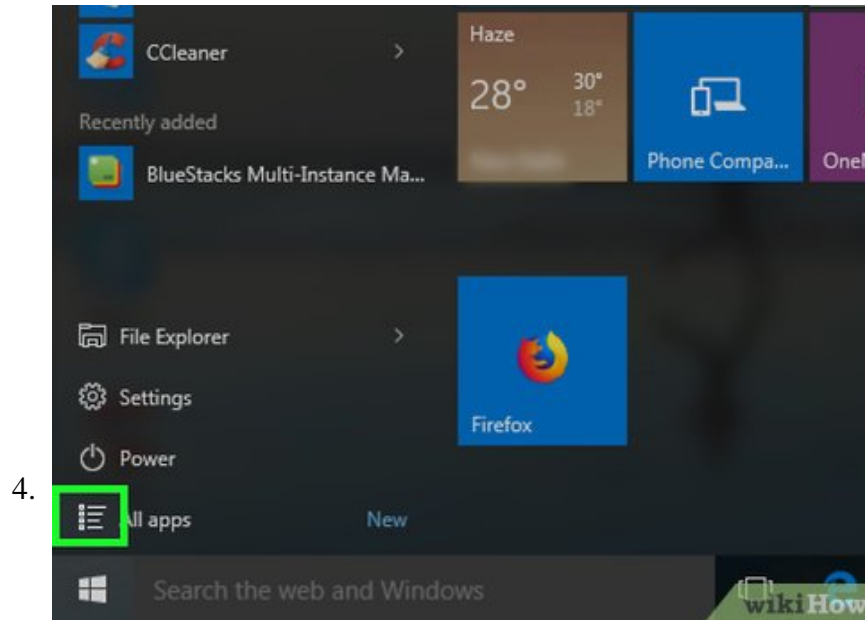 CCleaner
Haze
28° 30°
18°
Recently added
BlueStacks Multi-Instance Ma...
Phone Compa...
File Explorer
Settings
Firefox
Power
4.
All apps New
Search the web and Windows
wikiHow